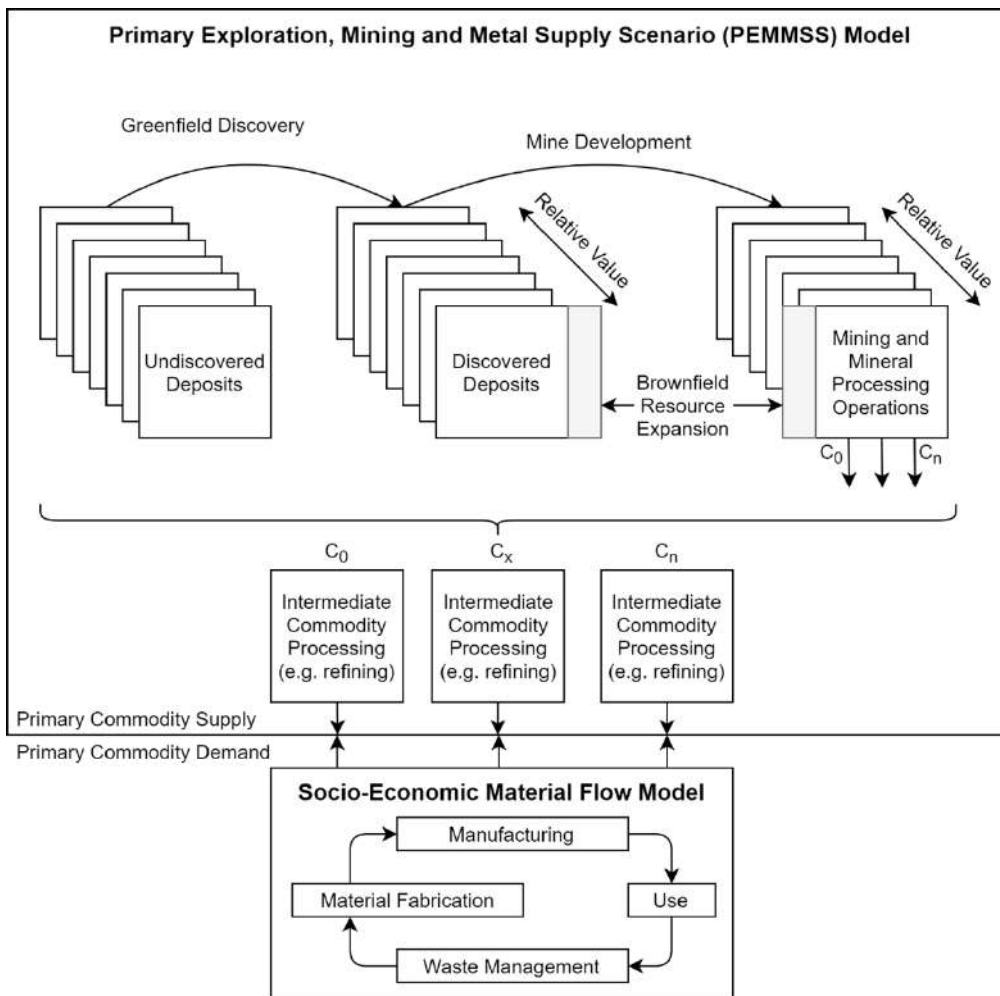 Primary Exploration, Mining and Metal Supply Scenario (PEMMSS) Model
Greenfield Discovery
Mine Development
Relative Value
Relative Value
Undiscovered
Deposits
Discovered
Deposits
Brownfield
Resource
Expansion
Mining and
Mineral
Processing
Operations
C0
Cn
C0
Cx
Cn
Intermediate
Commodity
Processing
(e.g. refining)
Intermediate
Commodity
Processing
(e.g. refining)
Intermediate
Commodity
Processing
(e.g. refining)
Primary Commodity Supply
Primary Commodity Demand
Socio-Economic Material Flow Model
Manufacturing
Material Fabrication
Use
Waste Management